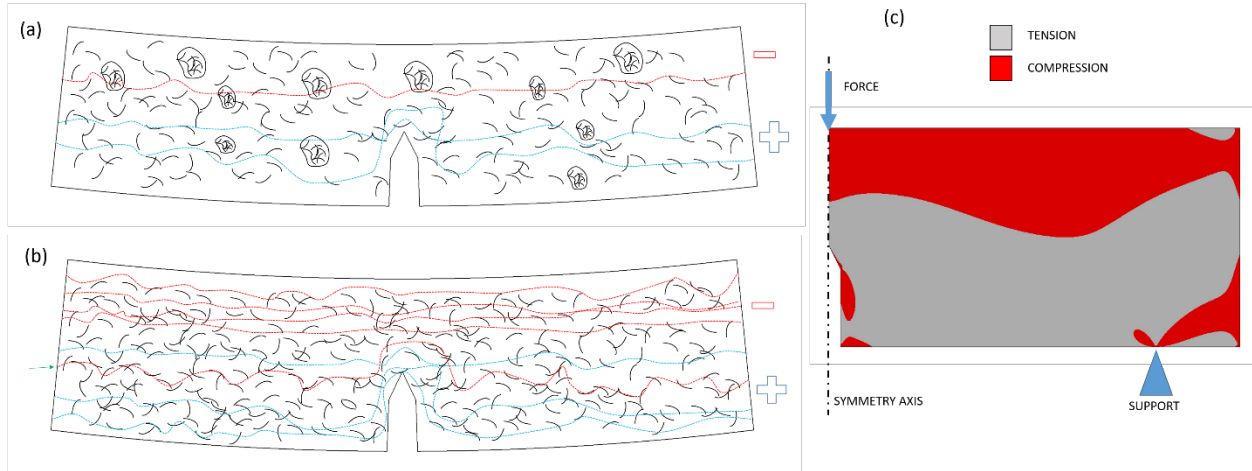 (a)
(b)
(c)
TENSION
COMPRESSION
FORCE
SYMMETRY AXIS
SUPPORT